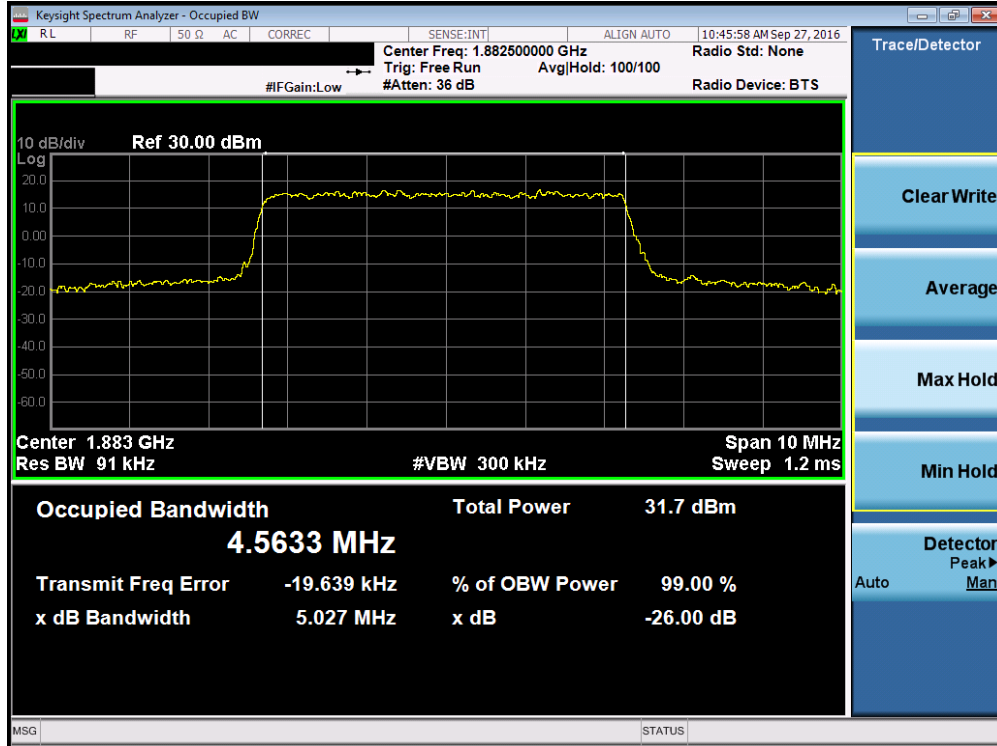 Keysight Spectrum Analyzer - Occupied BW
LXI RL RF 50 Ω AC CORREC SENSE:INT ALIGN AUTO 10:45:58 AM Sep 27, 2016
Center Freq: 1.882500000 GHz Radio Std: None
Trig: Free Run Avg|Hold: 100/100
#IFGain:Low #Atten: 36 dB Radio Device: BTS
10 dB/div Ref 30.00 dBm
Log
20.0
10.0
0.00
-10.0
-20.0
-30.0
-40.0
-50.0
-60.0
Center 1.883 GHz Span 10 MHz
Res BW 91 kHz #VBW 300 kHz Sweep 1.2 ms
Occupied Bandwidth Total Power 31.7 dBm
4.5633 MHz
Transmit Freq Error -19.639 kHz % of OBW Power 99.00 %
x dB Bandwidth 5.027 MHz x dB -26.00 dB
MSG STATUS
Trace/Detector
Clear Write
Average
Max Hold
Min Hold
Detector
Peak▶
Auto Man